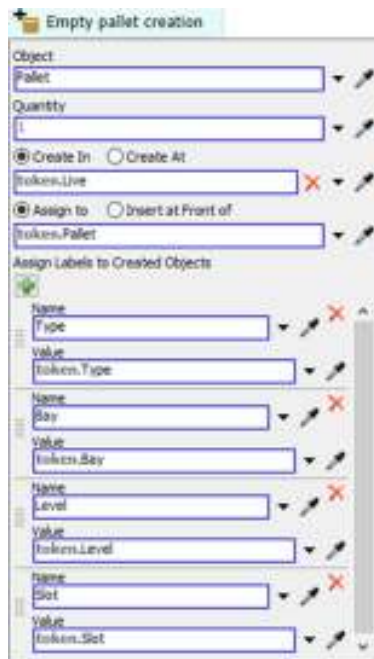 Empty pallet creation
Object
Pallet
Quantity
1
Create In Create At
token.Live
Assign to Insert at Front of
token.Pallet
Assign Labels to Created Objects
Name
Type
Value
token.Type
Name
Bay
Value
token.Bay
Name
Level
Value
token.Level
Name
Slot
Value
token.Slot